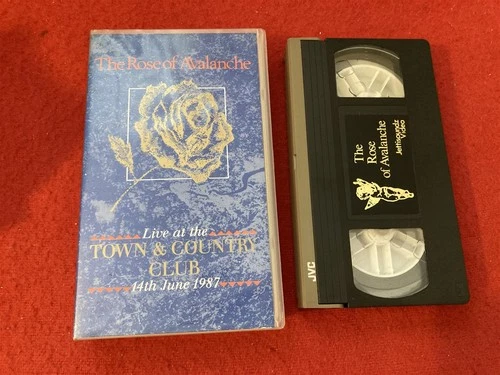 The Rose of Avalanche
Live at the
TOWN & COUNTRY
CLUB
14th June 1987
The
Rose
of Avalanche
Jettisoundz
Video
JVC